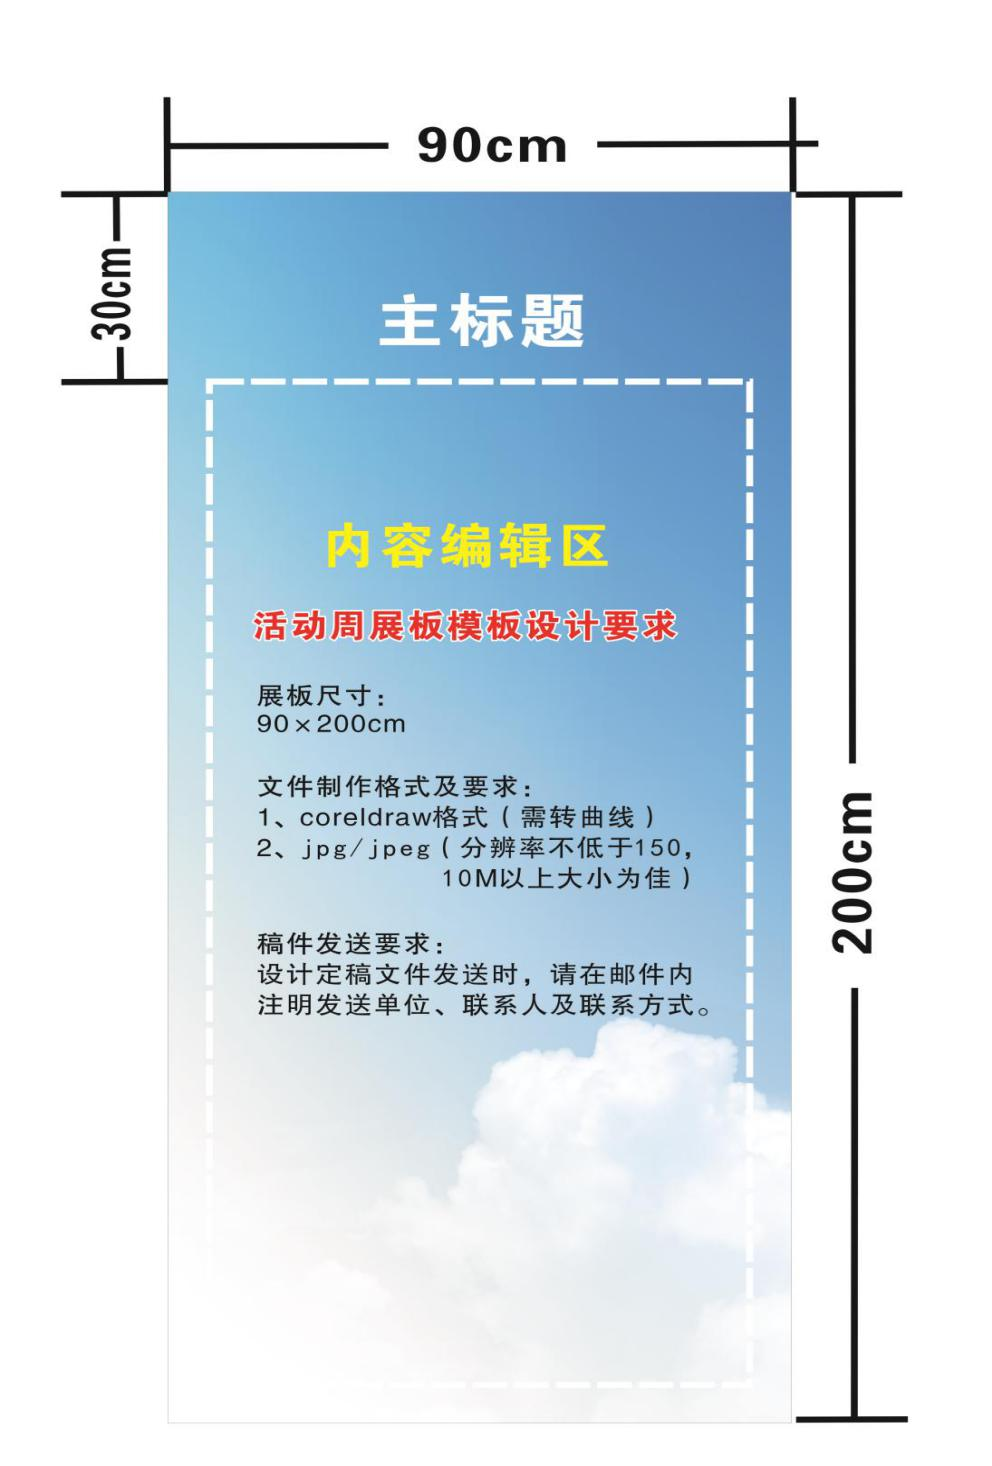 90cm
30cm
主标题
内容编辑区
活动周展板模板设计要求
展板尺寸：
90×200cm
文件制作格式及要求：
1、coreldraw格式（需转曲线）
2、jpg/jpeg（分辨率不低于150，
10M以上大小为佳）
200cm
稿件发送要求：
设计定稿文件发送时，请在邮件内
注明发送单位、联系人及联系方式。